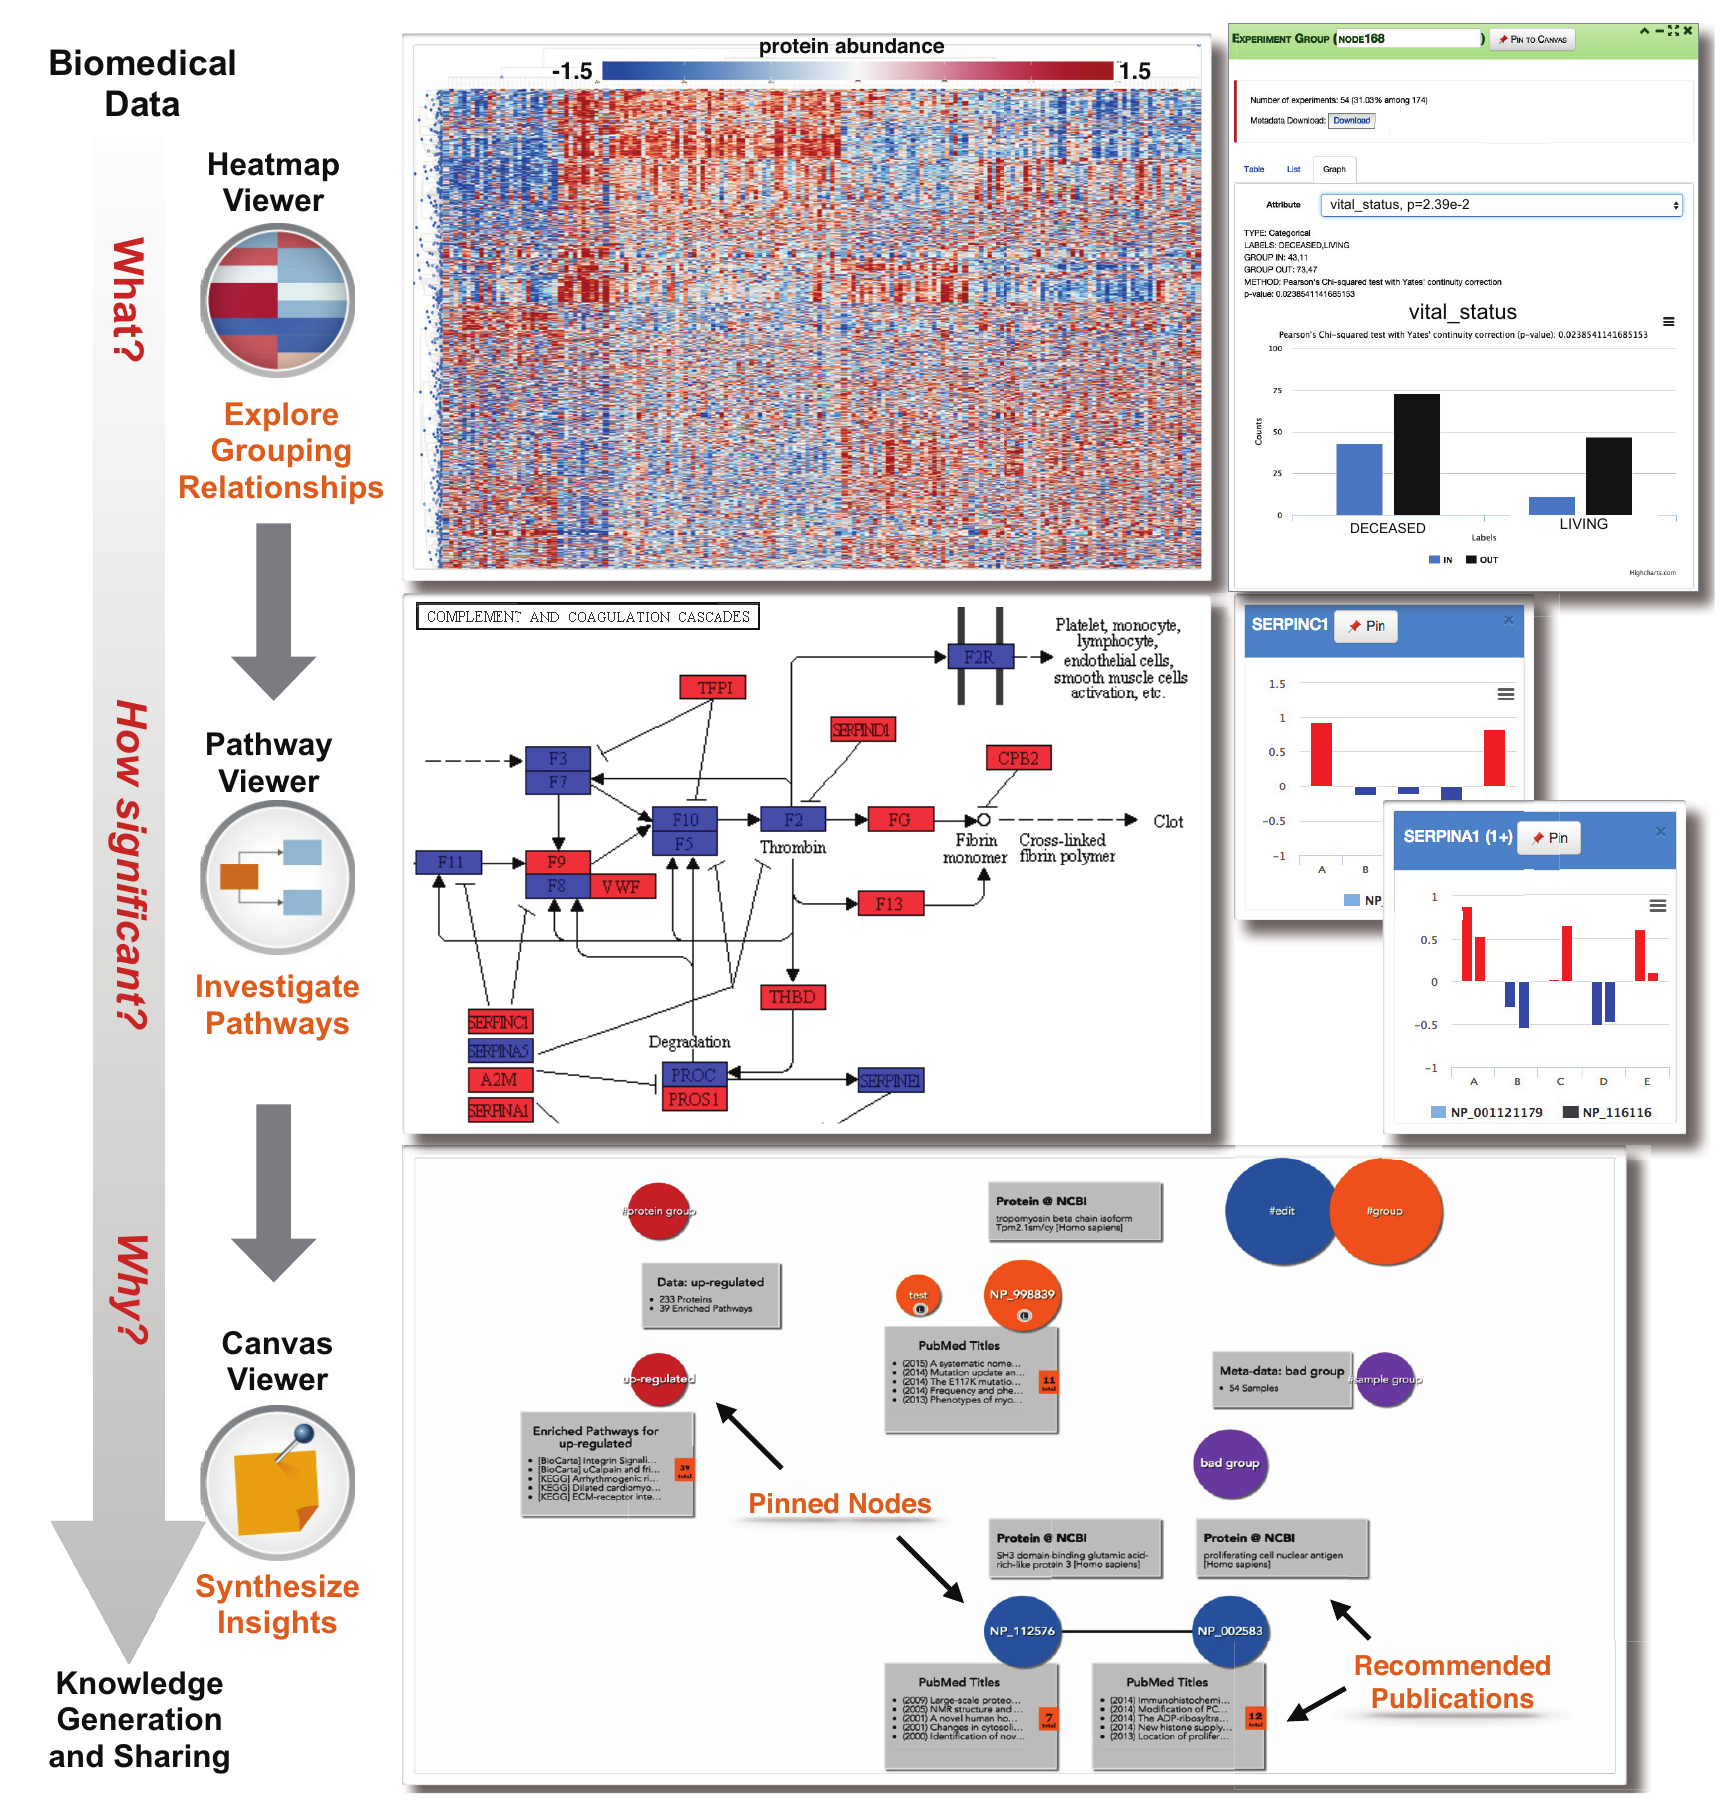 Biomedical
Data
What?
How significant?
Why?
Heatmap
Viewer
Explore
Grouping
Relationships
Pathway
Viewer
Investigate
Pathways
Canvas
Viewer
Synthesize
Insights
Knowledge
Generation
and Sharing
protein abundance
-1.5
1.5
EXPERIMENT GROUP (NODE168 )
PIN TO CANVAS
Number of experiments: 54 (31.03% among 174)
Metadata Download: Download
Table List Graph
Attribute vital_status, p=2.39e-2
TYPE: Categorical
LABELS: DECEASED,LIVING
GROUP IN: 43,11
GROUP OUT: 73,47
METHOD: Pearson's Chi-squared test with Yates' continuity correction
p-value: 0.0238541141685153
vital_status
Pearson's Chi-squared test with Yates' continuity correction (p-value): 0.0238541141685153
100
75
50
25
0
Counts
DECEASED
LIVING
Labels
IN OUT
Highcharts.com
COMPLEMENT AND COAGULATION CASCADES
F2R
Platelet, monocyte,
lymphocyte,
endothelial cells,
smooth muscle cells
activation, etc.
TFPI
SERPIND1
CPB2
F3
F7
F10
F5
F2
Thrombin
FG
Fibrin
monomer
Cross-linked
fibrin polymer
Clot
F11
F9
F8
VWF
F13
THBD
SERPINC1
SERPINA5
A2M
SERPINA1
Degradation
PROC
PROS1
SERPINE1
SERPINC1 Pin
1.5
1
0.5
0
-0.5
-1
A B
NP_
SERPINA1 (1+) Pin
1
0.5
0
-0.5
-1
A B C D E
NP_001121179 NP_116116
#protein group
Data: up-regulated
• 233 Proteins
• 39 Enriched Pathways
up-regulated
Enriched Pathways for
up-regulated
• [BioCarta] Integrin Signali...
• [BioCarta] uCalpain and fri...
• [KEGG] Arrhythmogenic ri...
• [KEGG] Dilated cardiomyo...
• [KEGG] ECM-receptor inte...
39
total
Protein @ NCBI
tropomyosin beta chain isoform
Tpm2.1sm/cy [Homo sapiens]
test
L
NP_998839
L
PubMed Titles
• (2015) A systematic nome...
• (2014) Mutation update an...
• (2014) The E117K mutatio...
• (2014) Frequency and phe...
• (2013) Phenotypes of myo...
11
total
#edit
#group
Meta-data: bad group
• 54 Samples
#sample group
bad group
Pinned Nodes
Protein @ NCBI
SH3 domain-binding glutamic acid-
rich-like protein 3 [Homo sapiens]
Protein @ NCBI
proliferating cell nuclear antigen
[Homo sapiens]
NP_112576
NP_002583
PubMed Titles
• (2009) Large-scale proteo...
• (2005) NMR structure and ...
• (2001) A novel human ho...
• (2001) Changes in cytosoli...
• (2000) Identification of nov...
7
total
PubMed Titles
• (2014) Immunohistochemi...
• (2014) Modification of PC...
• (2014) The ADP-ribosyltra...
• (2014) New histone supply...
• (2013) Location of prolifer...
12
total
Recommended
Publications